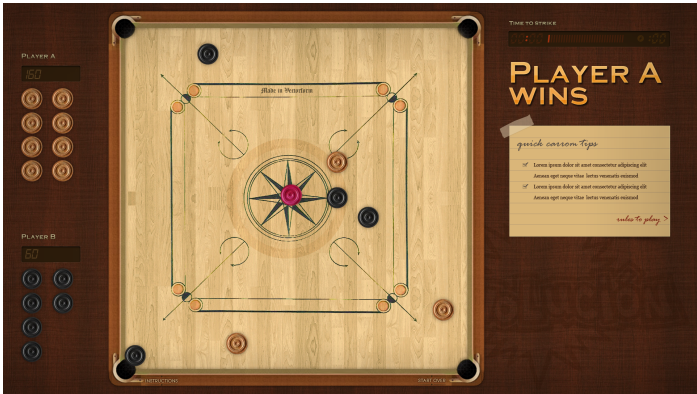 PLAYER A
160
PLAYER B
60
Made in Vectorform
INSTRUCTIONS
START OVER
TIME TO STRIKE
PLAYER A
WINS
quick carrom tips
Lorem ipsum dolor sit amet consectetur adipiscing elit
Aenean eget neque vitae lectus venenatis euismod
Lorem ipsum dolor sit amet consectetur adipiscing elit
Aenean eget neque vitae lectus venenatis euismod
rules to play >